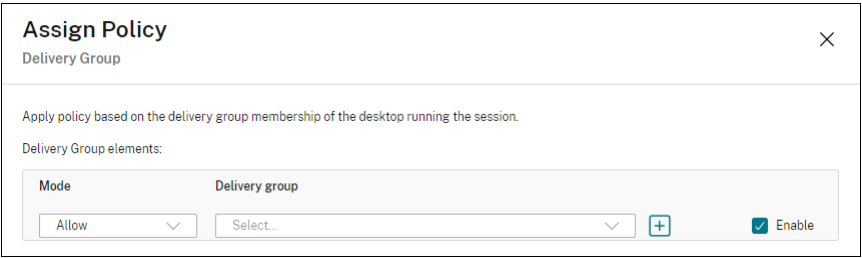 Assign Policy
Delivery Group
Apply policy based on the delivery group membership of the desktop running the session.
Delivery Group elements:
Mode Delivery group
Allow Select... Enable